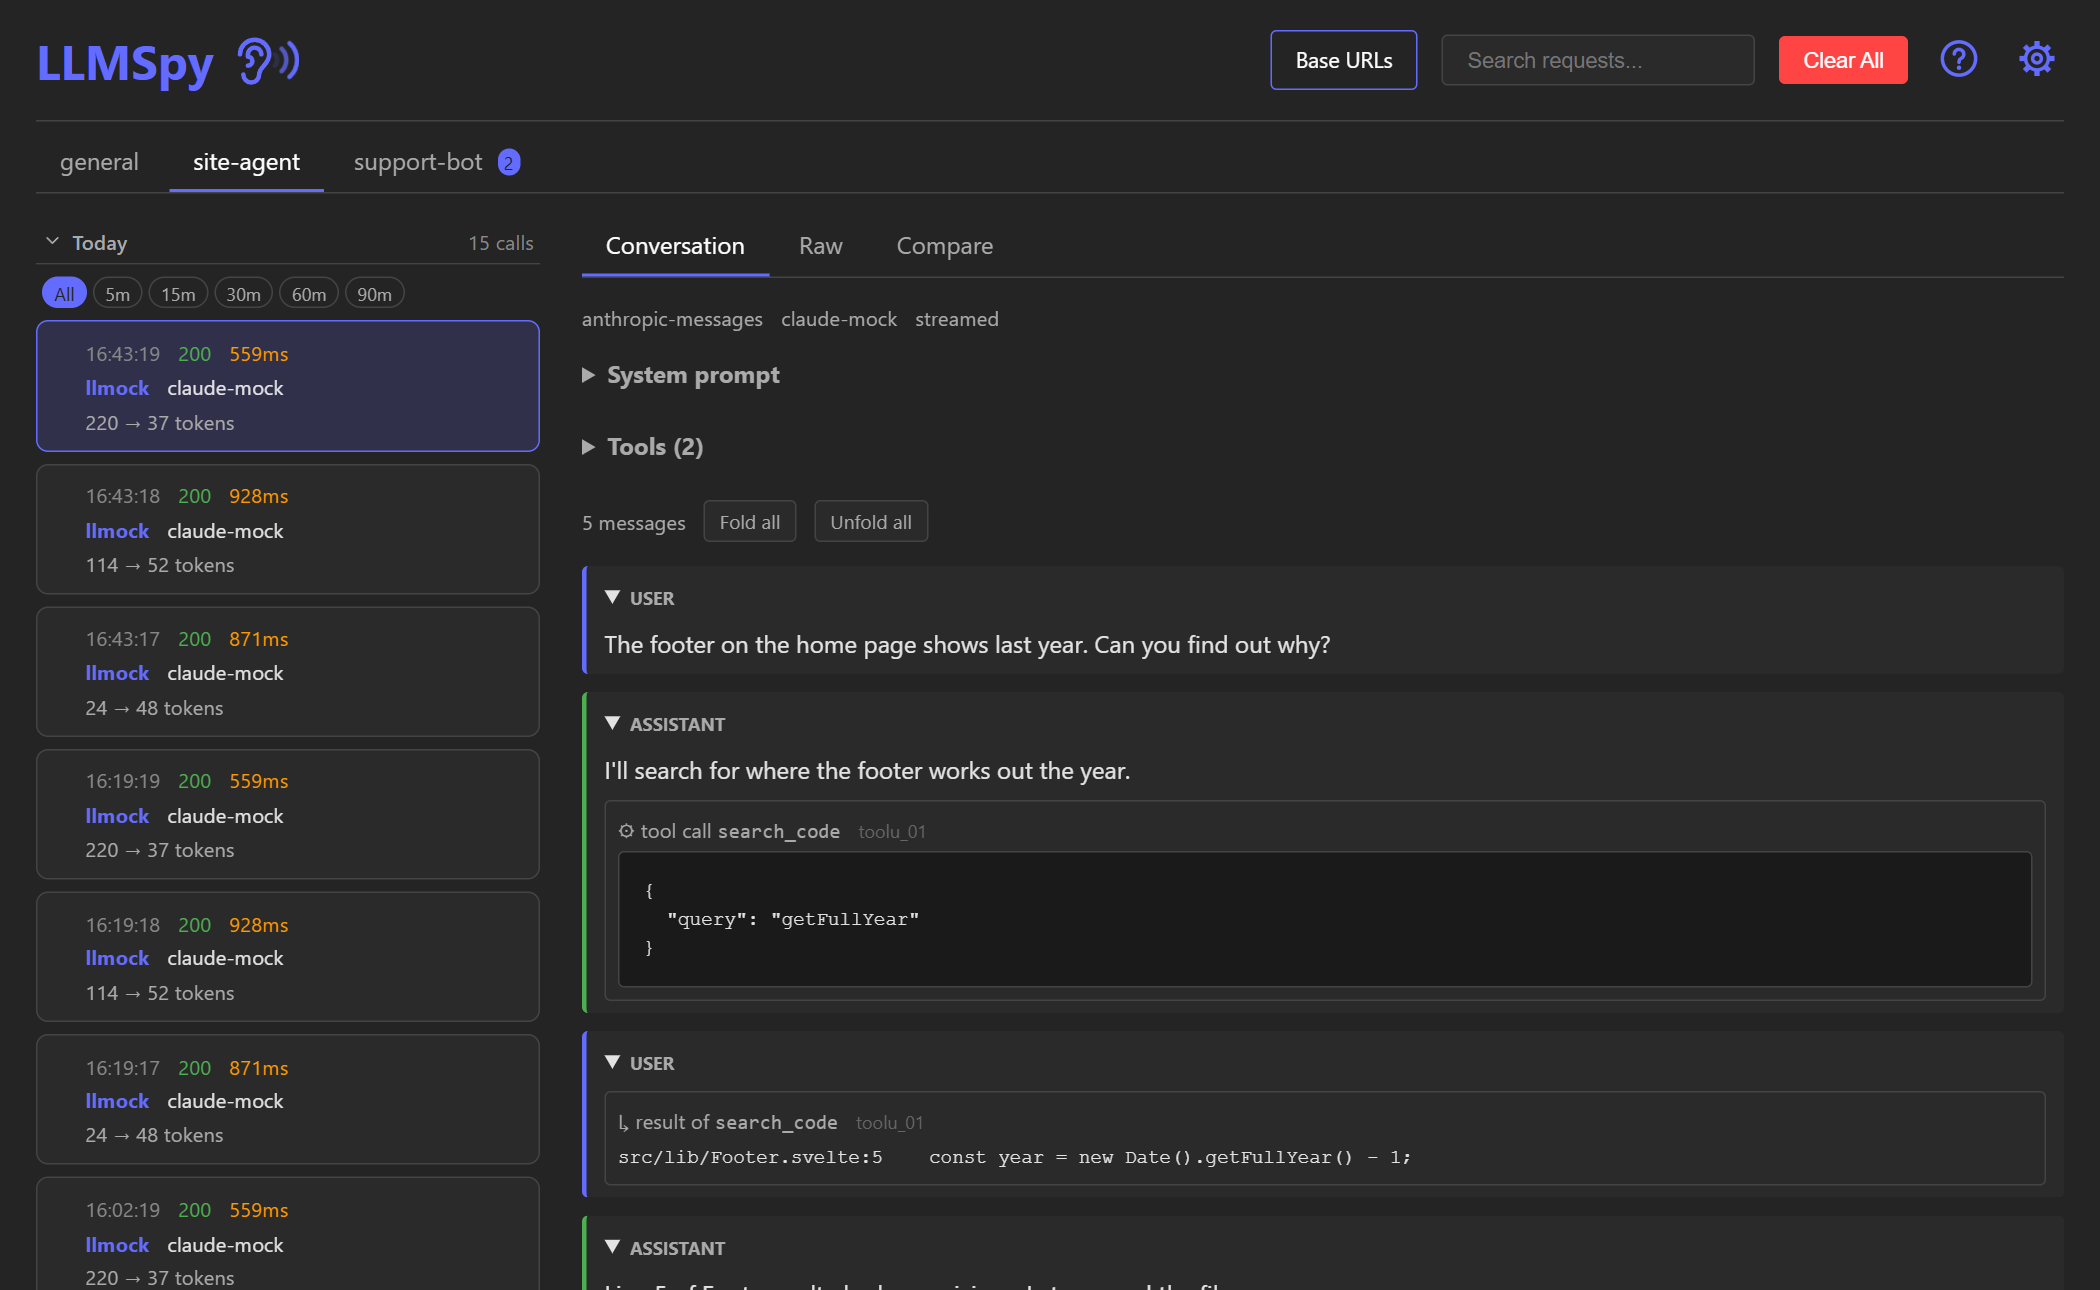 LLMSpy
Base URLs
Search requests...
Clear All
general
site-agent
support-bot 2
Today 15 calls
All 5m 15m 30m 60m 90m
16:43:19 200 559ms
llmock claude-mock
220 → 37 tokens
16:43:18 200 928ms
llmock claude-mock
114 → 52 tokens
16:43:17 200 871ms
llmock claude-mock
24 → 48 tokens
16:19:19 200 559ms
llmock claude-mock
220 → 37 tokens
16:19:18 200 928ms
llmock claude-mock
114 → 52 tokens
16:19:17 200 871ms
llmock claude-mock
24 → 48 tokens
16:02:19 200 559ms
llmock claude-mock
220 → 37 tokens
Conversation Raw Compare
anthropic-messages claude-mock streamed
System prompt
Tools (2)
5 messages Fold all Unfold all
USER
The footer on the home page shows last year. Can you find out why?
ASSISTANT
I'll search for where the footer works out the year.
tool call search_code toolu_01
{
"query": "getFullYear"
}
USER
result of search_code toolu_01
src/lib/Footer.svelte:5 const year = new Date().getFullYear() - 1;
ASSISTANT